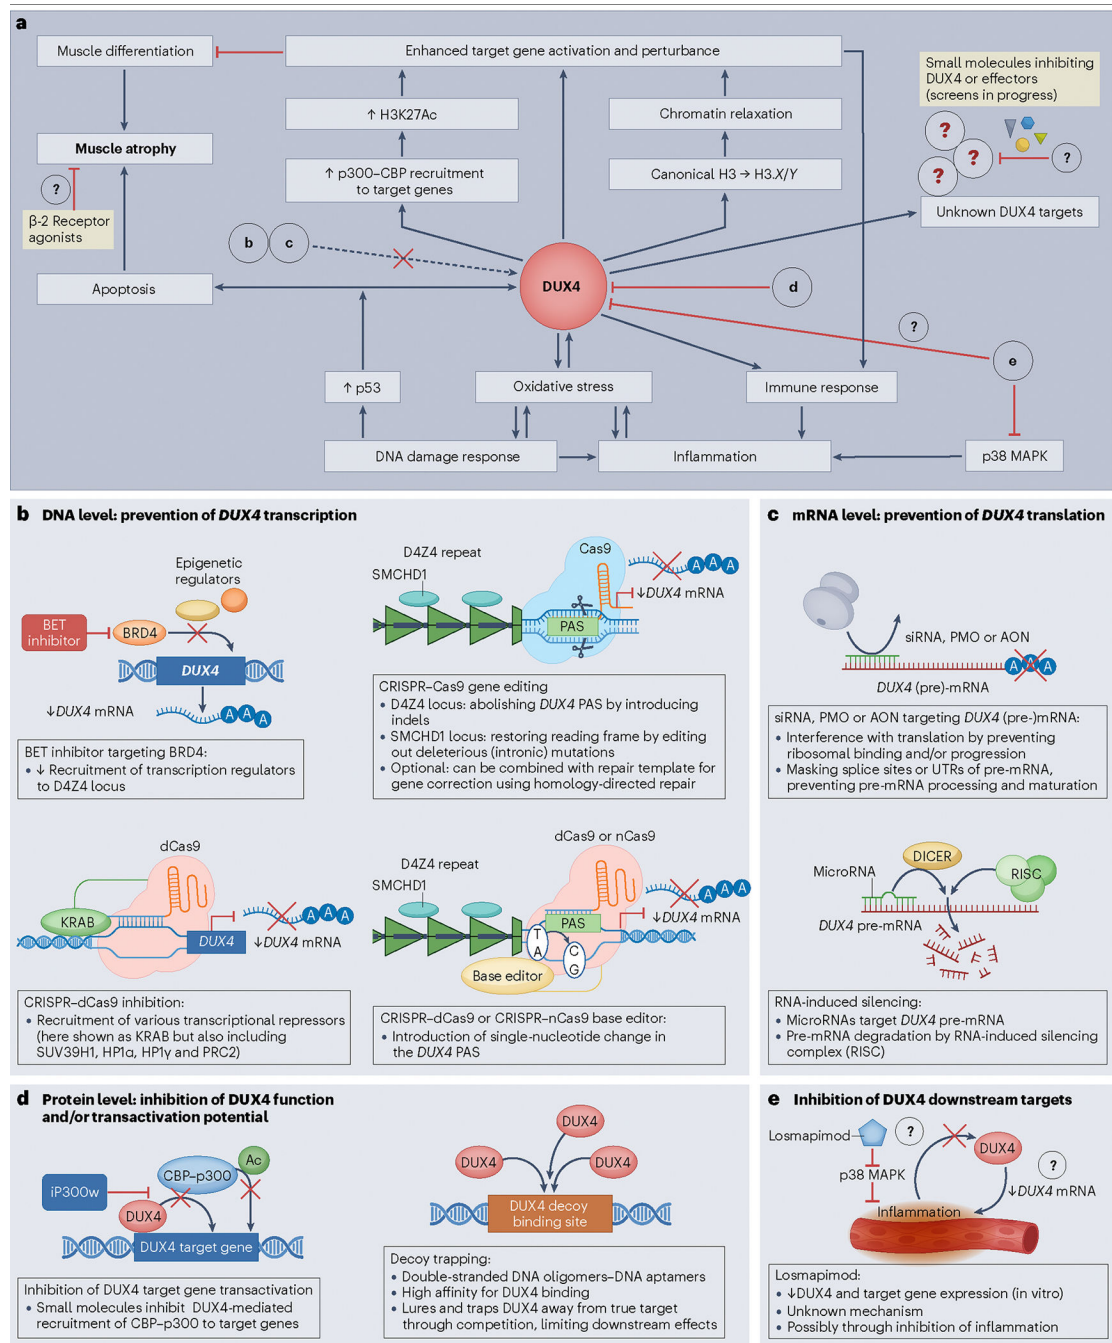 a
Muscle differentiation
Enhanced target gene activation and perturbance
Small molecules inhibiting
DUX4 or effectors
(screens in progress)
↑ H3K27Ac
Chromatin relaxation
Muscle atrophy
?
?
?
?
?
↑ p300–CBP recruitment
to target genes
Canonical H3 → H3.X/Y
β-2 Receptor
agonists
Unknown DUX4 targets
b
c
Apoptosis
DUX4
d
?
e
↑ p53
Oxidative stress
Immune response
DNA damage response
Inflammation
p38 MAPK
b DNA level: prevention of DUX4 transcription
Epigenetic
regulators
BET
inhibitor
BRD4
DUX4
↓DUX4 mRNA
A A A
BET inhibitor targeting BRD4:
• ↓ Recruitment of transcription regulators
to D4Z4 locus
D4Z4 repeat
SMCHD1
Cas9
A A A
↓DUX4 mRNA
PAS
CRISPR–Cas9 gene editing
• D4Z4 locus: abolishing DUX4 PAS by introducing
indels
• SMCHD1 locus: restoring reading frame by editing
out deleterious (intronic) mutations
• Optional: can be combined with repair template for
gene correction using homology-directed repair
dCas9
KRAB
DUX4
A A A
↓DUX4 mRNA
CRISPR–dCas9 inhibition:
• Recruitment of various transcriptional repressors
(here shown as KRAB but also including
SUV39H1, HP1α, HP1γ and PRC2)
dCas9 or nCas9
D4Z4 repeat
SMCHD1
A A A
↓DUX4 mRNA
PAS
T
A
C
G
Base editor
CRISPR–dCas9 or CRISPR–nCas9 base editor:
• Introduction of single-nucleotide change in
the DUX4 PAS
c mRNA level: prevention of DUX4 translation
siRNA, PMO or AON
A A A
DUX4 (pre)-mRNA
siRNA, PMO or AON targeting DUX4 (pre-)mRNA:
• Interference with translation by preventing
ribosomal binding and/or progression
• Masking splice sites or UTRs of pre-mRNA,
preventing pre-mRNA processing and maturation
DICER
MicroRNA
RISC
DUX4
pre-mRNA
RNA-induced silencing:
• MicroRNAs target DUX4 pre-mRNA
• Pre-mRNA degradation by RNA-induced silencing
complex (RISC)
d Protein level: inhibition of DUX4 function
and/or transactivation potential
Ac
CBP–p300
iP300w
DUX4
DUX4 target gene
Inhibition of DUX4 target gene transactivation
• Small molecules inhibit DUX4-mediated
recruitment of CBP–p300 to target genes
DUX4
DUX4
DUX4
DUX4 decoy
binding site
Decoy trapping:
• Double-stranded DNA oligomers–DNA aptamers
• High affinity for DUX4 binding
• Lures and traps DUX4 away from true target
through competition, limiting downstream effects
e Inhibition of DUX4 downstream targets
Losmapimod
?
DUX4
p38 MAPK
?
↓DUX4 mRNA
Inflammation
Losmapimod:
• ↓DUX4 and target gene expression (in vitro)
• Unknown mechanism
• Possibly through inhibition of inflammation